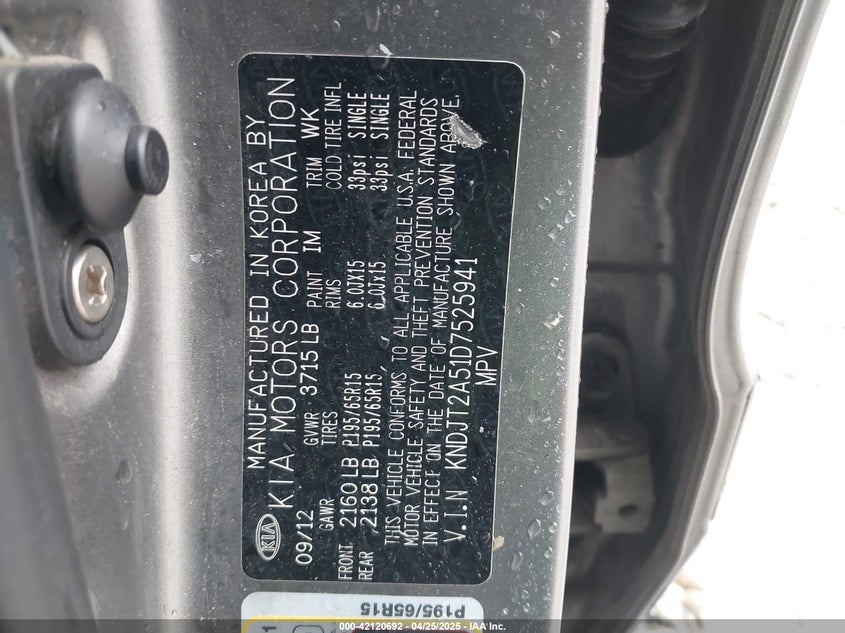 KIA
MANUFACTURED IN KOREA BY
KIA MOTORS CORPORATION
09/12 GVWR 3715 LB PAINT IM TRIM WK
GAWR TIRES RIMS COLD TIRE INFL
FRONT 2160 LB P195/65R15 6.0JX15 33psi SINGLE
REAR 2138 LB P195/65R15 6.0JX15 33psi SINGLE
THIS VEHICLE CONFORMS TO ALL APPLICABLE U.S.A. FEDERAL
MOTOR VEHICLE SAFETY AND THEFT PREVENTION STANDARDS
IN EFFECT ON THE DATE OF MANUFACTURE SHOWN ABOVE.
V.I.N KNDJT2A51D7525941
MPV
P195/65R15
000-42120692 - 04/25/2025 - IAA Inc.